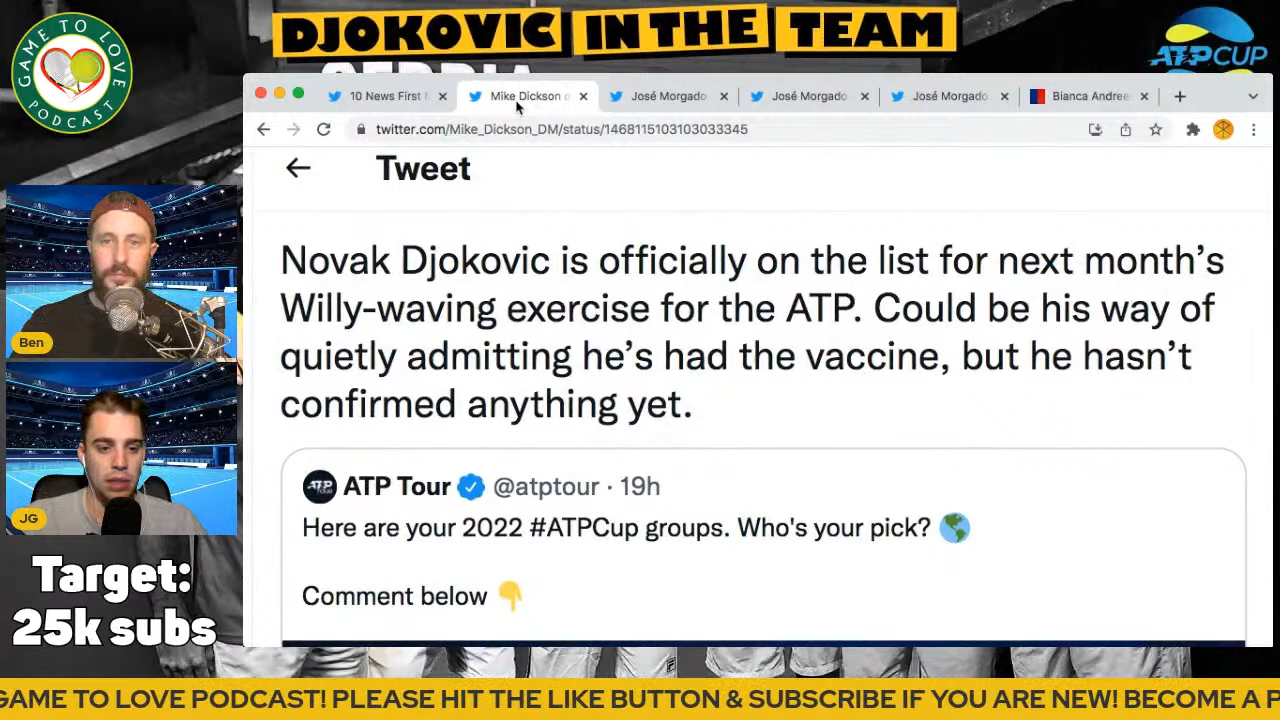 DJOKOVIC IN THE TEAM
SERBIA
GAME TO LOVE
PODCAST
ATP CUP
10 News First
Mike Dickson o
José Morgado
José Morgado
José Morgado
Bianca Andree
twitter.com/Mike_Dickson_DM/status/1468115103103033345
Tweet
Novak Djokovic is officially on the list for next month’s
Willy-waving exercise for the ATP. Could be his way of
quietly admitting he’s had the vaccine, but he hasn’t
confirmed anything yet.
ATP Tour @atptour · 19h
Here are your 2022 #ATPCup groups. Who's your pick? 🌎
Comment below 👇
Ben
JG
Target:
25k subs
GAME TO LOVE PODCAST! PLEASE HIT THE LIKE BUTTON & SUBSCRIBE IF YOU ARE NEW! BECOME A P